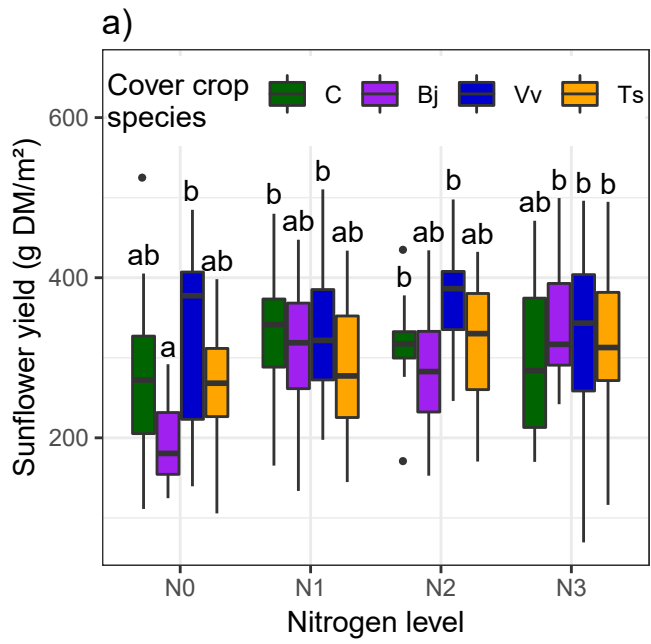 a)
Cover crop
species
C
Bj
Vv
Ts
Sunflower yield (g DM/m²)
600
400
200
ab
a
b
ab
b
ab
b
ab
b
ab
b
ab
ab
b
b
b
N0
N1
N2
N3
Nitrogen level